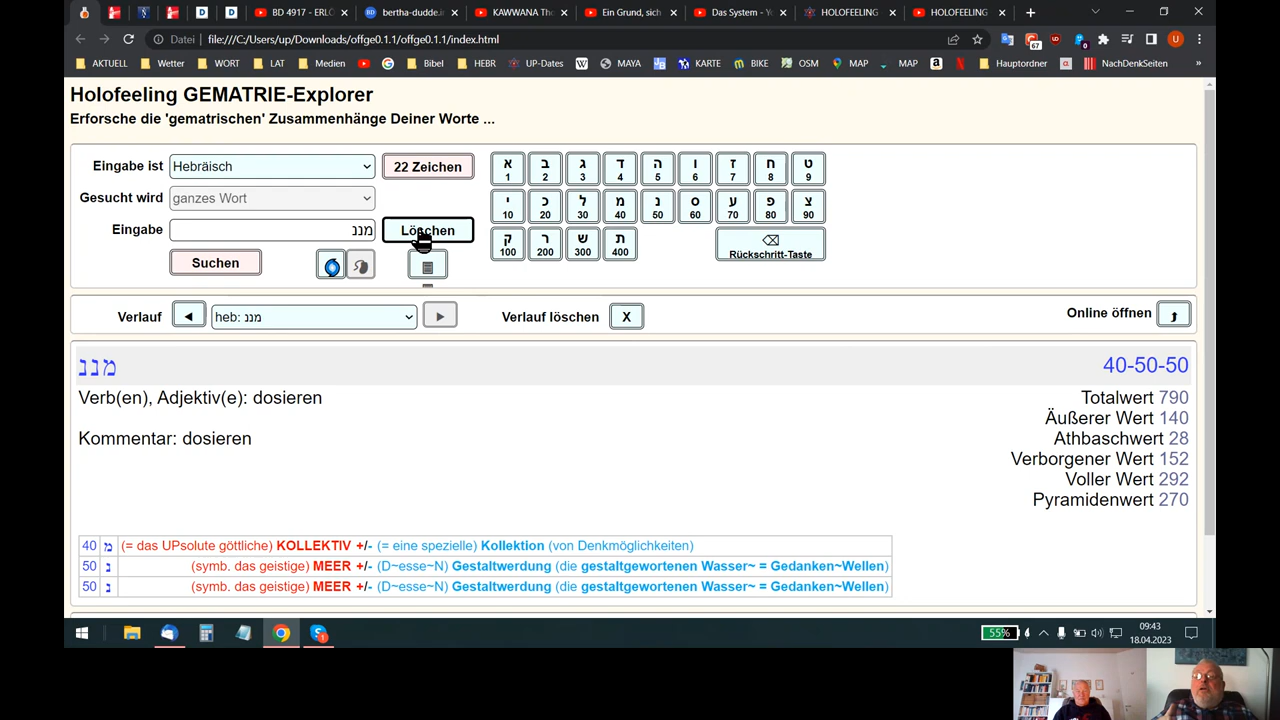 BD 4917 - ERLÖ
bertha-dudde.in
KAWWANA Tho
Ein Grund, sich
Das System - Yo
HOLOFEELING
HOLOFEELING
Datei | file:///C:/Users/up/Downloads/offge0.1.1/offge0.1.1/index.html
67
0
U
AKTUELL Wetter WORT LAT Medien Bibel HEBR UP-Dates MAYA KARTE BIKE OSM MAP MAP Hauptordner NachDenkSeiten »
Holofeeling GEMATRIE-Explorer
Erforsche die 'gematrischen' Zusammenhänge Deiner Worte ...
Eingabe ist Hebräisch 22 Zeichen
Gesucht wird ganzes Wort
Eingabe מננ Löschen
Suchen
א ב ג ד ה ו ז ח ט
1 2 3 4 5 6 7 8 9
י כ ל מ נ ס ע פ צ
10 20 30 40 50 60 70 80 90
ק ר ש ת
100 200 300 400
Rückschritt-Taste
Verlauf ◄ heb: מננ ► Verlauf löschen X Online öffnen
מננ 40-50-50
Verb(en), Adjektiv(e): dosieren
Kommentar: dosieren
Totalwert 790
Äußerer Wert 140
Athbaschwert 28
Verborgener Wert 152
Voller Wert 292
Pyramidenwert 270
40 מ (= das UPsolute göttliche) KOLLEKTIV +/- (= eine spezielle) Kollektion (von Denkmöglichkeiten)
50 נ (symb. das geistige) MEER +/- (D~esse~N) Gestaltwerdung (die gestaltgewortenen Wasser~ = Gedanken~Wellen)
50 נ (symb. das geistige) MEER +/- (D~esse~N) Gestaltwerdung (die gestaltgewortenen Wasser~ = Gedanken~Wellen)
55%
09:43
18.04.2023